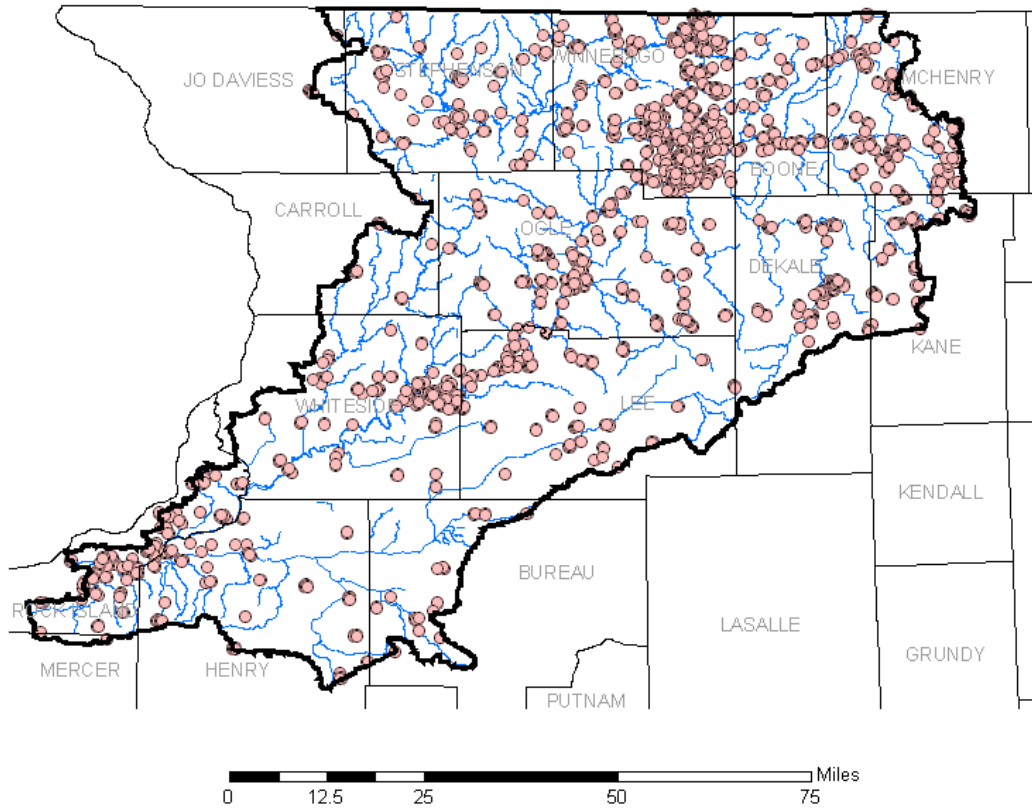 STEPHENSON
WINNEBAGO
JO DAVIESS
MCHENRY
BOONE
CARROLL
OGLE
DEKALB
KANE
WHITESIDE
LEE
KENDALL
BUREAU
ROCK ISLAND
LASALLE
GRUNDY
MERCER
HENRY
PUTNAM
Miles
0 12.5 25 50 75